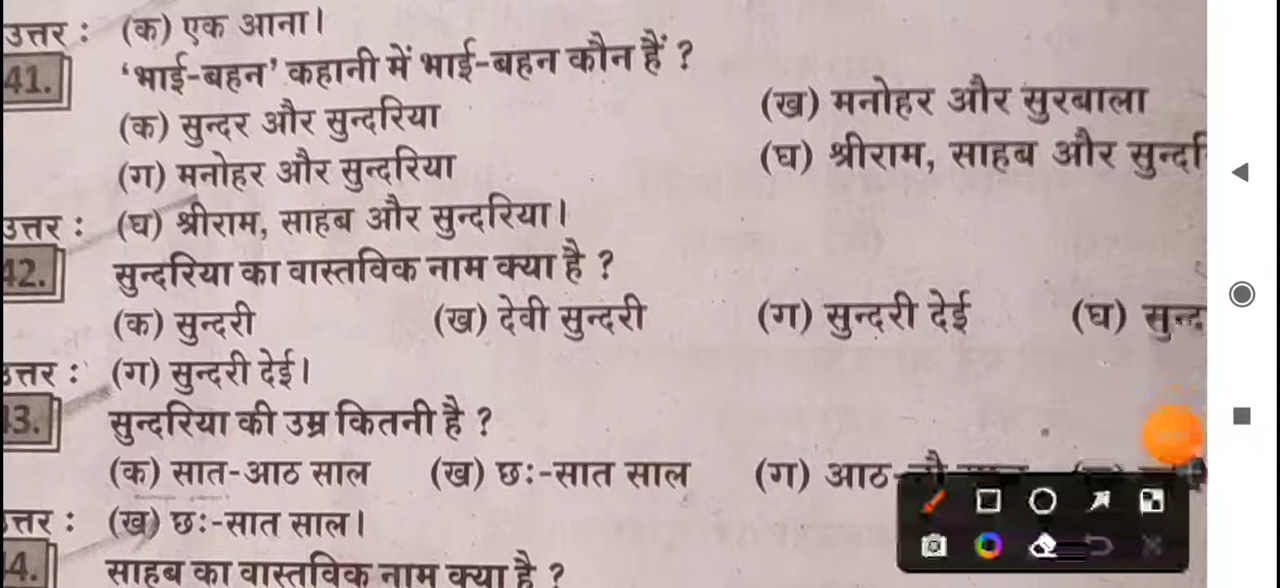 उत्तर : (क) एक आना।
41. ‘भाई-बहन’ कहानी में भाई-बहन कौन हैं ?
(क) सुन्दर और सुन्दरिया (ख) मनोहर और सुरबाला
(ग) मनोहर और सुन्दरिया (घ) श्रीराम, साहब और
उत्तर : (घ) श्रीराम, साहब और सुन्दरिया।
42. सुन्दरिया का वास्तविक नाम क्या है ?
(क) सुन्दरी (ख) देवी सुन्दरी (ग) सुन्दरी देई (घ)
उत्तर : (ग) सुन्दरी देई।
43. सुन्दरिया की उम्र कितनी है ?
(क) सात-आठ साल (ख) छः-सात साल (ग) आठ-
उत्तर : (ख) छः-सात साल।
4. साहब का वास्तविक नाम क्या है ?